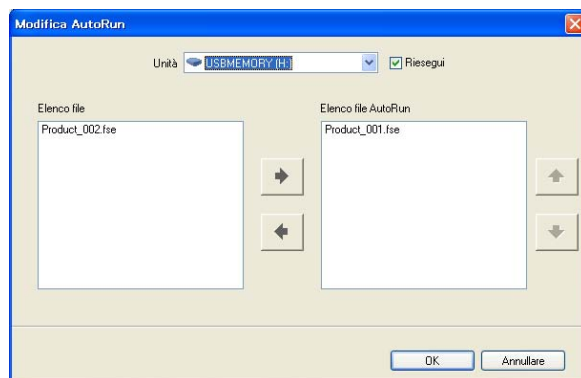 Modifica AutoRun
Unità USBMEMORY (H:) Riesegui
Elenco file Elenco file AutoRun
Product_002.fse Product_001.fse
OK Annullare